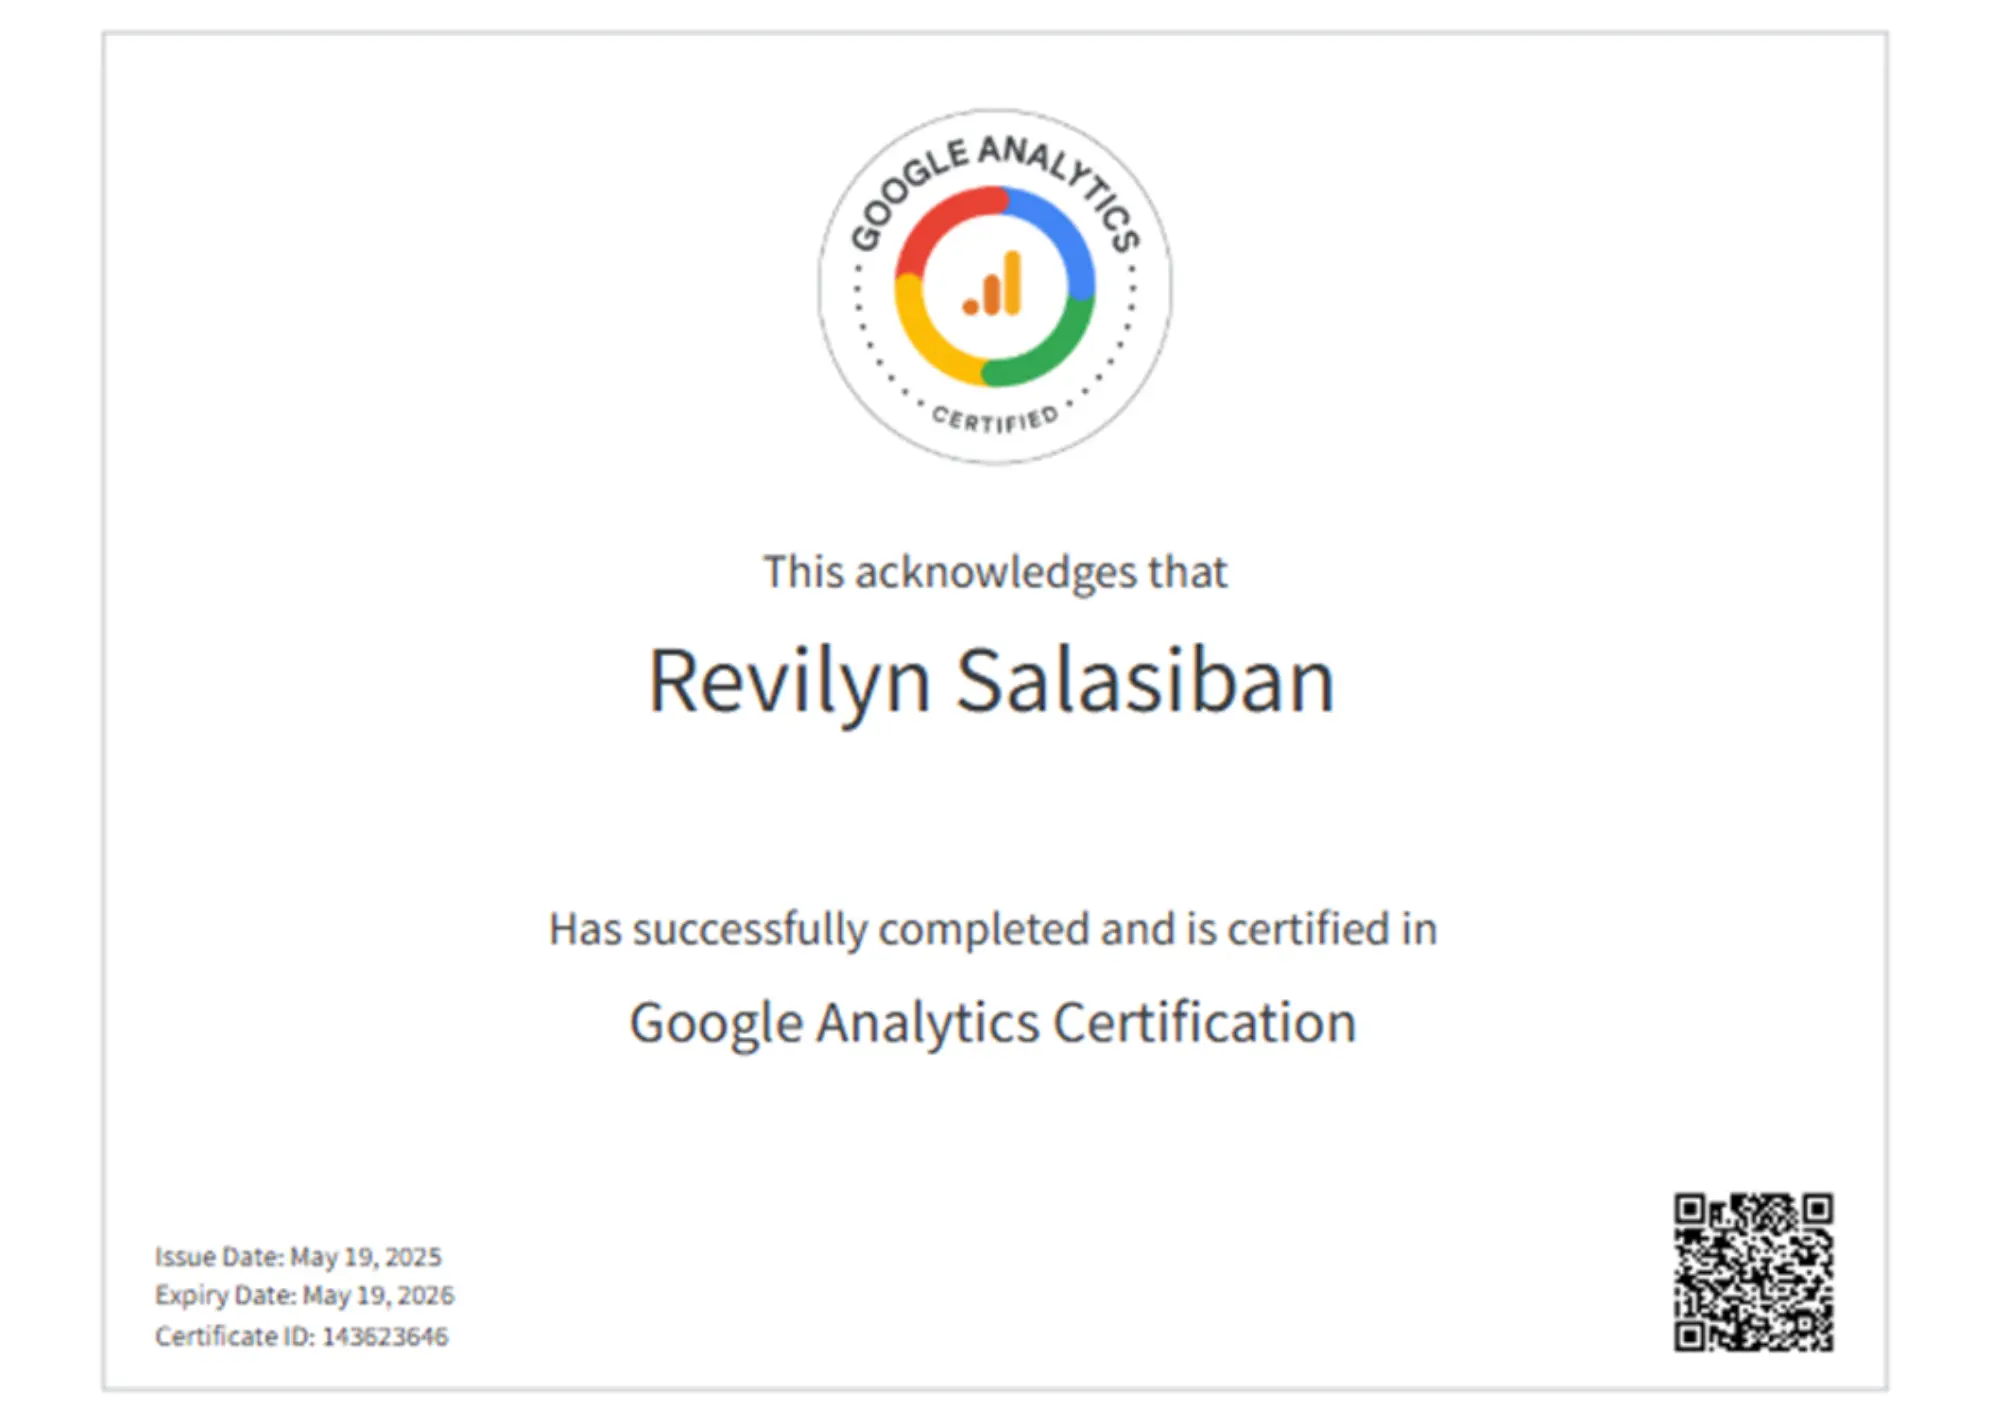 GOOGLE ANALYTICS
CERTIFIED
This acknowledges that
Revilyn Salasiban
Has successfully completed and is certified in
Google Analytics Certification
Issue Date: May 19, 2025
Expiry Date: May 19, 2026
Certificate ID: 143623646